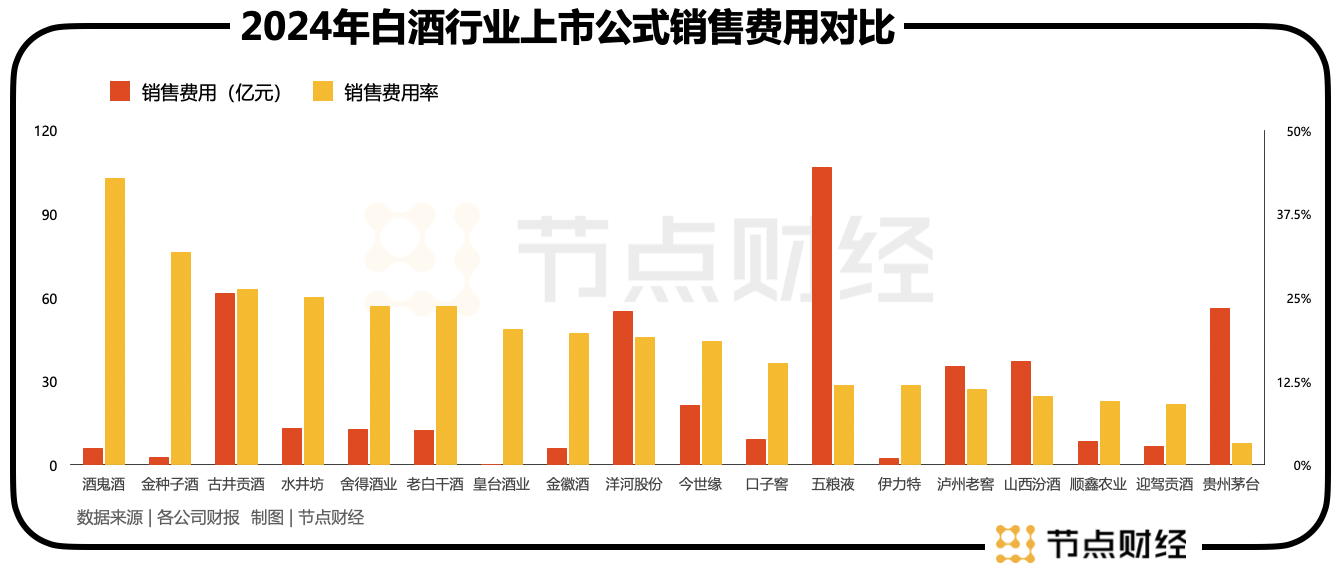 2024年白酒行业上市公式销售费用对比
销售费用（亿元） 销售费用率
120 50%
90 37.5%
节点财经
60 25%
30 12.5%
0 0%
酒鬼酒 金种子酒 古井贡酒 水井坊 舍得酒业 老白干酒 皇台酒业 金徽酒 洋河股份 今世缘 口子窖 五粮液 伊力特 泸州老窖 山西汾酒 顺鑫农业 迎驾贡酒 贵州茅台
数据来源 | 各公司财报 制图 | 节点财经
节点财经